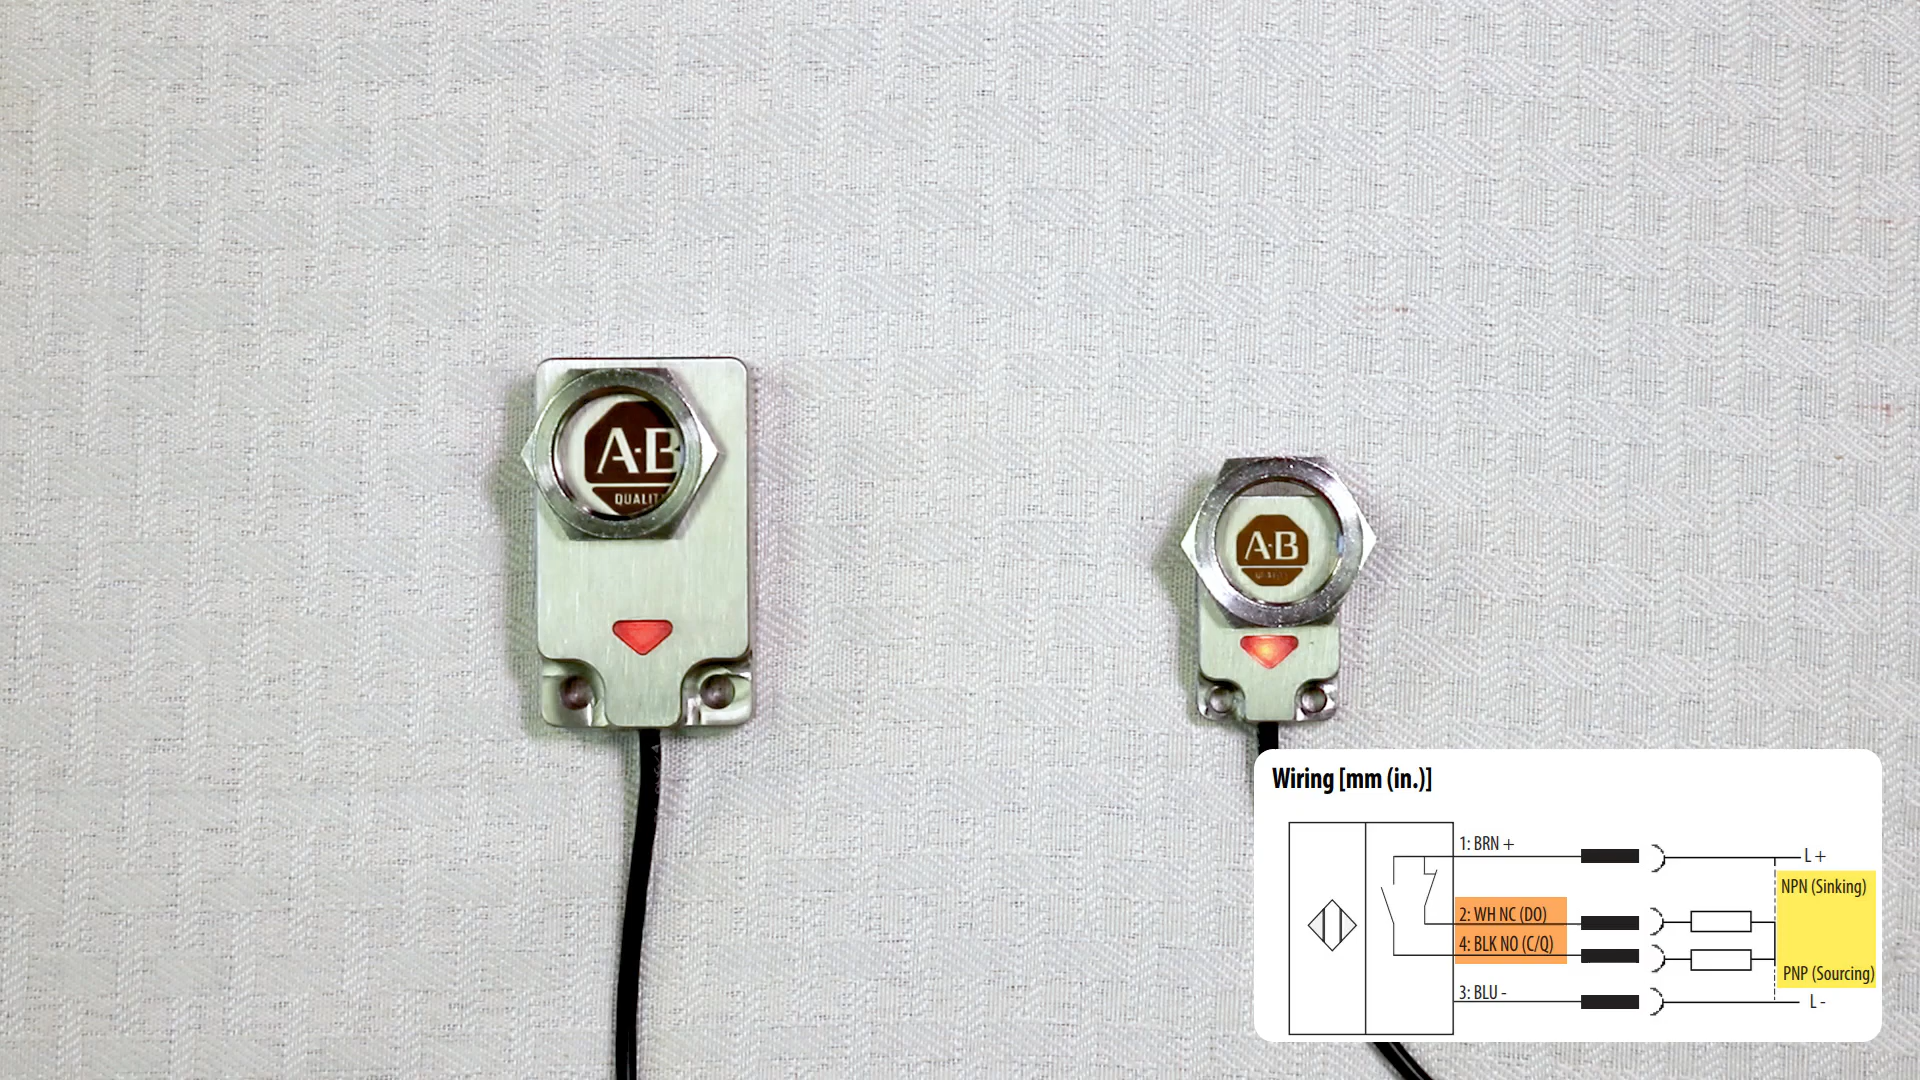 A·B
QUALIT
A·B
Wiring [mm (in.)]
1: BRN +
L +
NPN (Sinking)
2: WH NC (DO)
4: BLK NO (C/Q)
PNP (Sourcing)
3: BLU -
L -